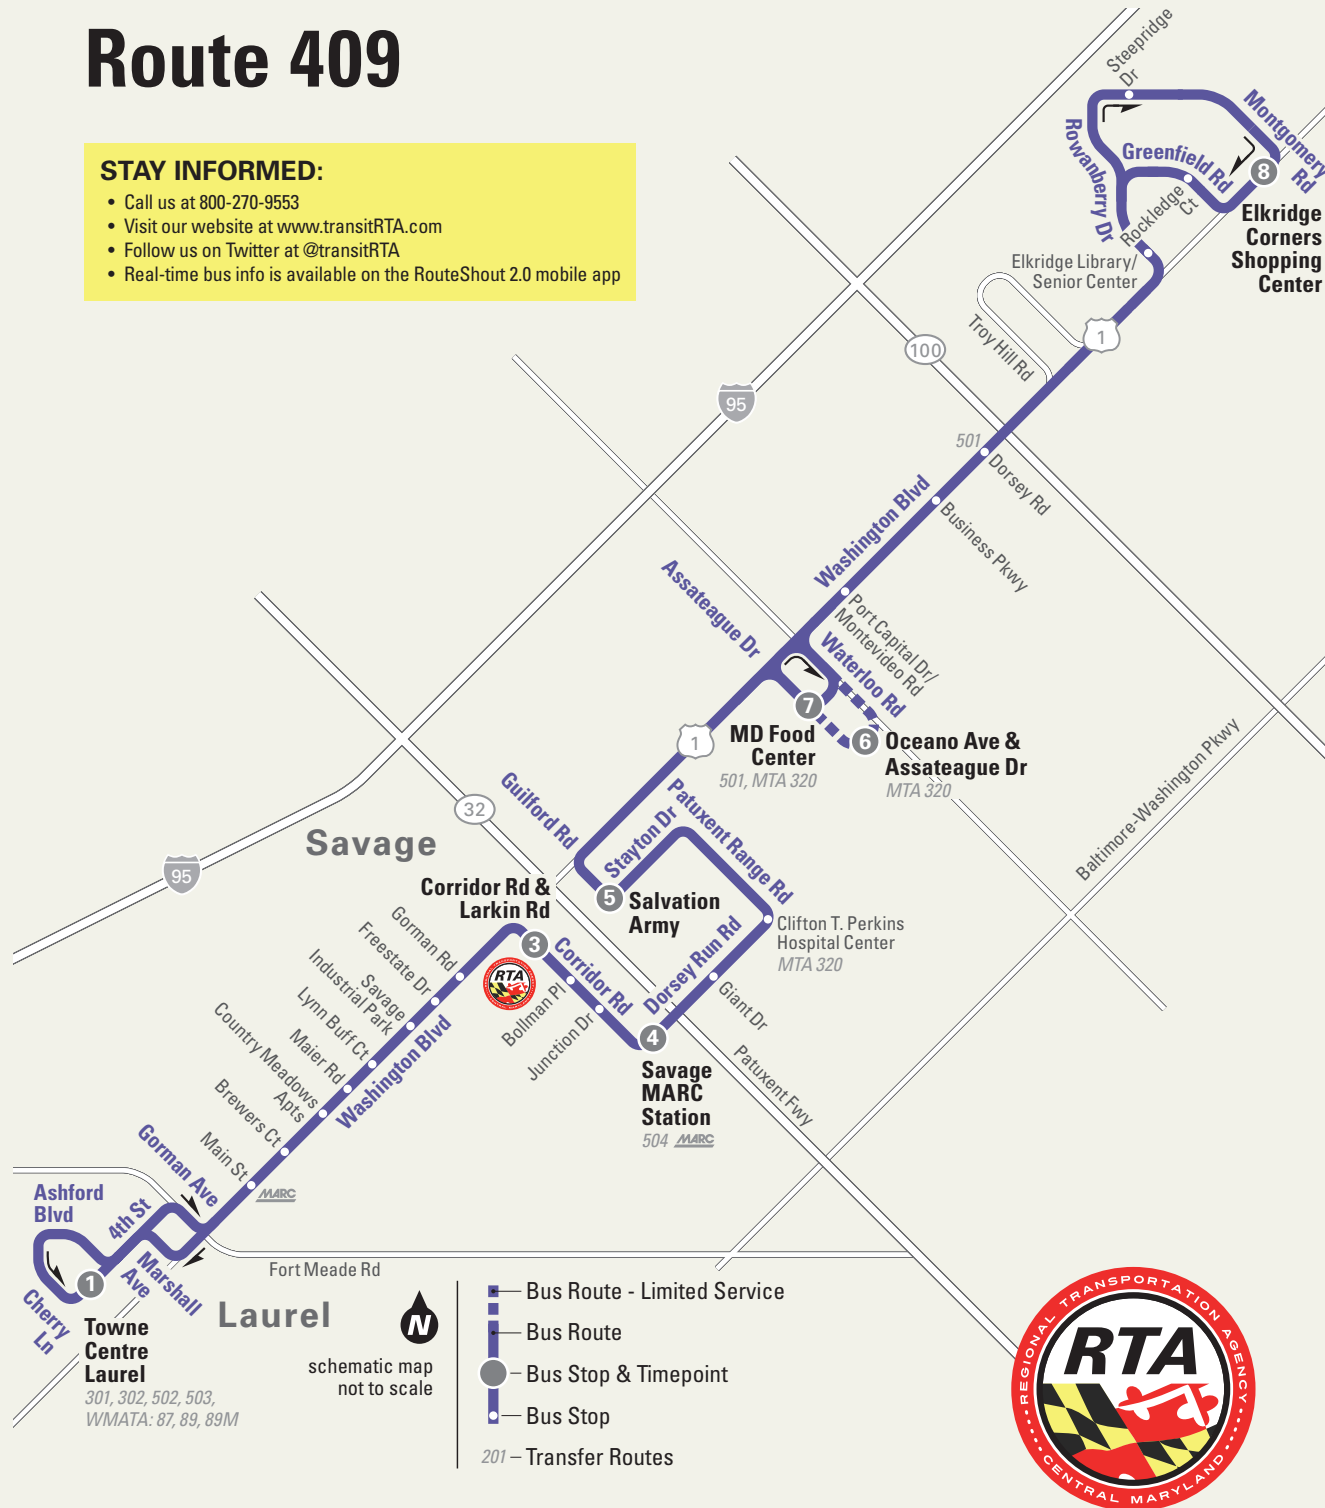 Route 409
STAY INFORMED:
• Call us at 800-270-9553
• Visit our website at www.transitRTA.com
• Follow us on Twitter at @transitRTA
• Real-time bus info is available on the RouteShout 2.0 mobile app
Steepridge
Dr
Montgomery
Rd
Rowanberry Dr
Greenfield Rd
8
Rockledge
Ct
Elkridge
Corners
Shopping
Center
Elkridge Library/
Senior Center
Troy Hill Rd
1
100
95
501
Dorsey Rd
Business Pkwy
Washington Blvd
Port Capital Dr/
Montevideo Rd
Assateague Dr
Waterloo Rd
7
MD Food
Center
501, MTA 320
6
Oceano Ave &
Assateague Dr
MTA 320
1
Baltimore-Washington Pkwy
Guilford Rd
Stayton Dr
Patuxent Range Rd
32
Savage
95
5
Salvation
Army
Corridor Rd &
Larkin Rd
3
Clifton T. Perkins
Hospital Center
MTA 320
Gorman Rd
Freestate Dr
Savage
Industrial Park
Lynn Buff Ct
Maier Rd
Country Meadows
Apts
Brewers Ct
Main St
RTA
Corridor Rd
Dorsey Run Rd
Bollman Pl
Junction Dr
Giant Dr
4
Savage
MARC
Station
504 MARC
Patuxent Fwy
Washington Blvd
MARC
Gorman Ave
Ashford
Blvd
4th St
Marshall
Ave
Cherry
Ln
1
Fort Meade Rd
Towne
Centre
Laurel
301, 302, 502, 503,
WMATA: 87, 89, 89M
Laurel
N
schematic map
not to scale
Bus Route - Limited Service
Bus Route
Bus Stop & Timepoint
Bus Stop
201 – Transfer Routes
REGIONAL TRANSPORTATION AGENCY
RTA
CENTRAL MARYLAND